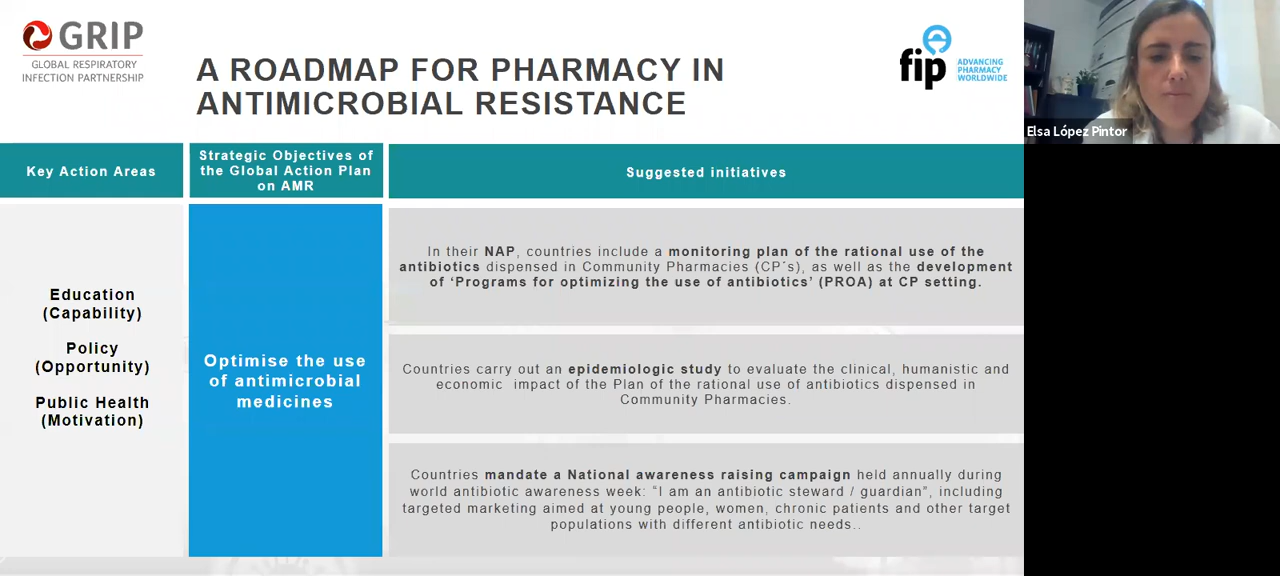 GRIP
GLOBAL RESPIRATORY
INFECTION PARTNERSHIP
A ROADMAP FOR PHARMACY IN
ANTIMICROBIAL RESISTANCE
fip
ADVANCING
PHARMACY
WORLDWIDE
Elsa López Pintor
Key Action Areas
Strategic Objectives of
the Global Action Plan
on AMR
Suggested initiatives
Education
(Capability)
Policy
(Opportunity)
Public Health
(Motivation)
Optimise the use
of antimicrobial
medicines
In their NAP, countries include a monitoring plan of the rational use of the
antibiotics dispensed in Community Pharmacies (CP´s), as well as the development
of ‘Programs for optimizing the use of antibiotics’ (PROA) at CP setting.
Countries carry out an epidemiologic study to evaluate the clinical, humanistic and
economic impact of the Plan of the rational use of antibiotics dispensed in
Community Pharmacies.
Countries mandate a National awareness raising campaign held annually during
world antibiotic awareness week: “I am an antibiotic steward / guardian”, including
targeted marketing aimed at young people, women, chronic patients and other target
populations with different antibiotic needs..